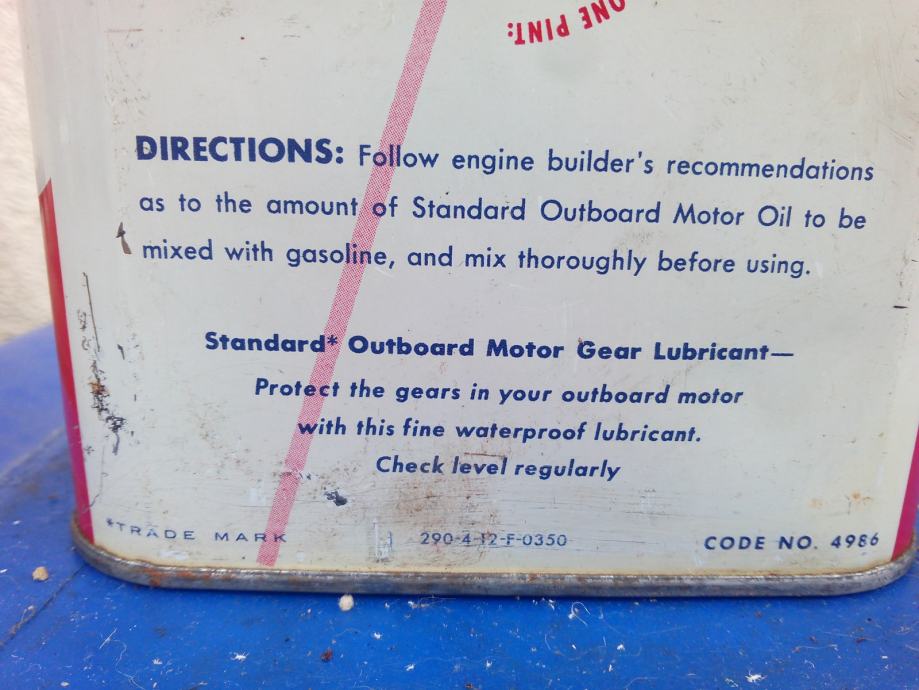 ONE PINT:
DIRECTIONS: Follow engine builder's recommendations
as to the amount of Standard Outboard Motor Oil to be
mixed with gasoline, and mix thoroughly before using.
Standard* Outboard Motor Gear Lubricant—
Protect the gears in your outboard motor
with this fine waterproof lubricant.
Check level regularly
*TRADE MARK 290-4-12-F-0350 CODE NO. 4986